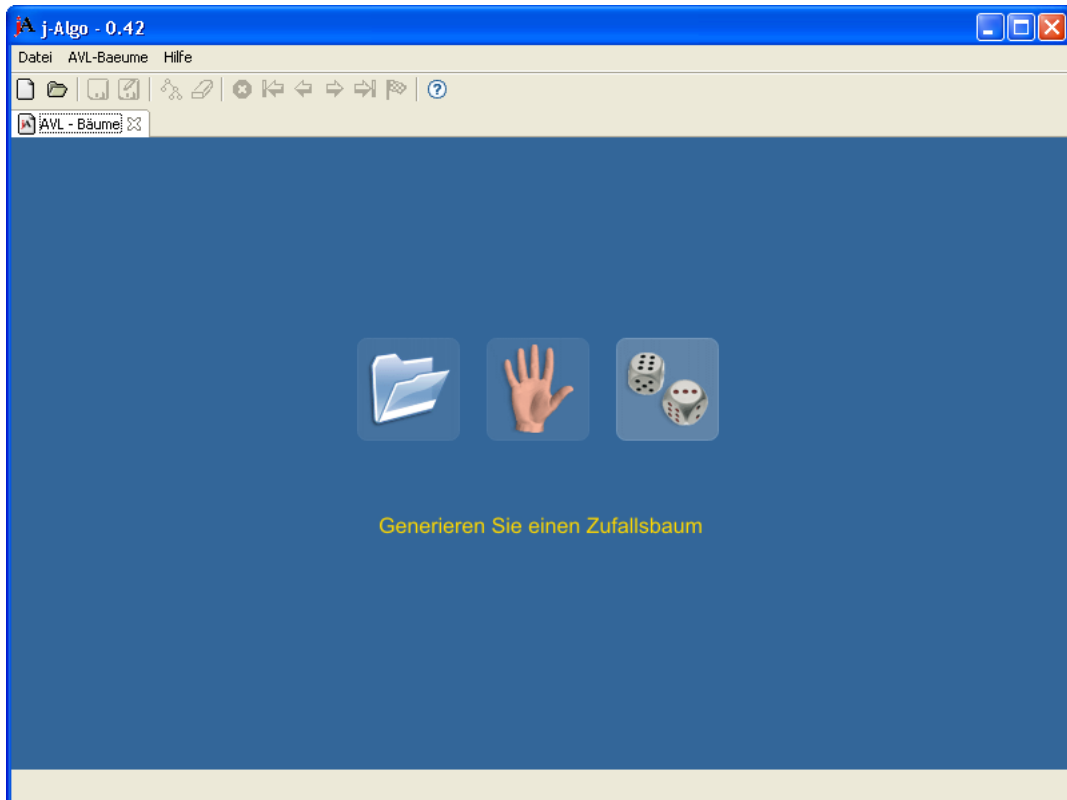 j-Algo - 0.42
Datei AVL-Baeume Hilfe
AVL - Bäume
Generieren Sie einen Zufallsbaum